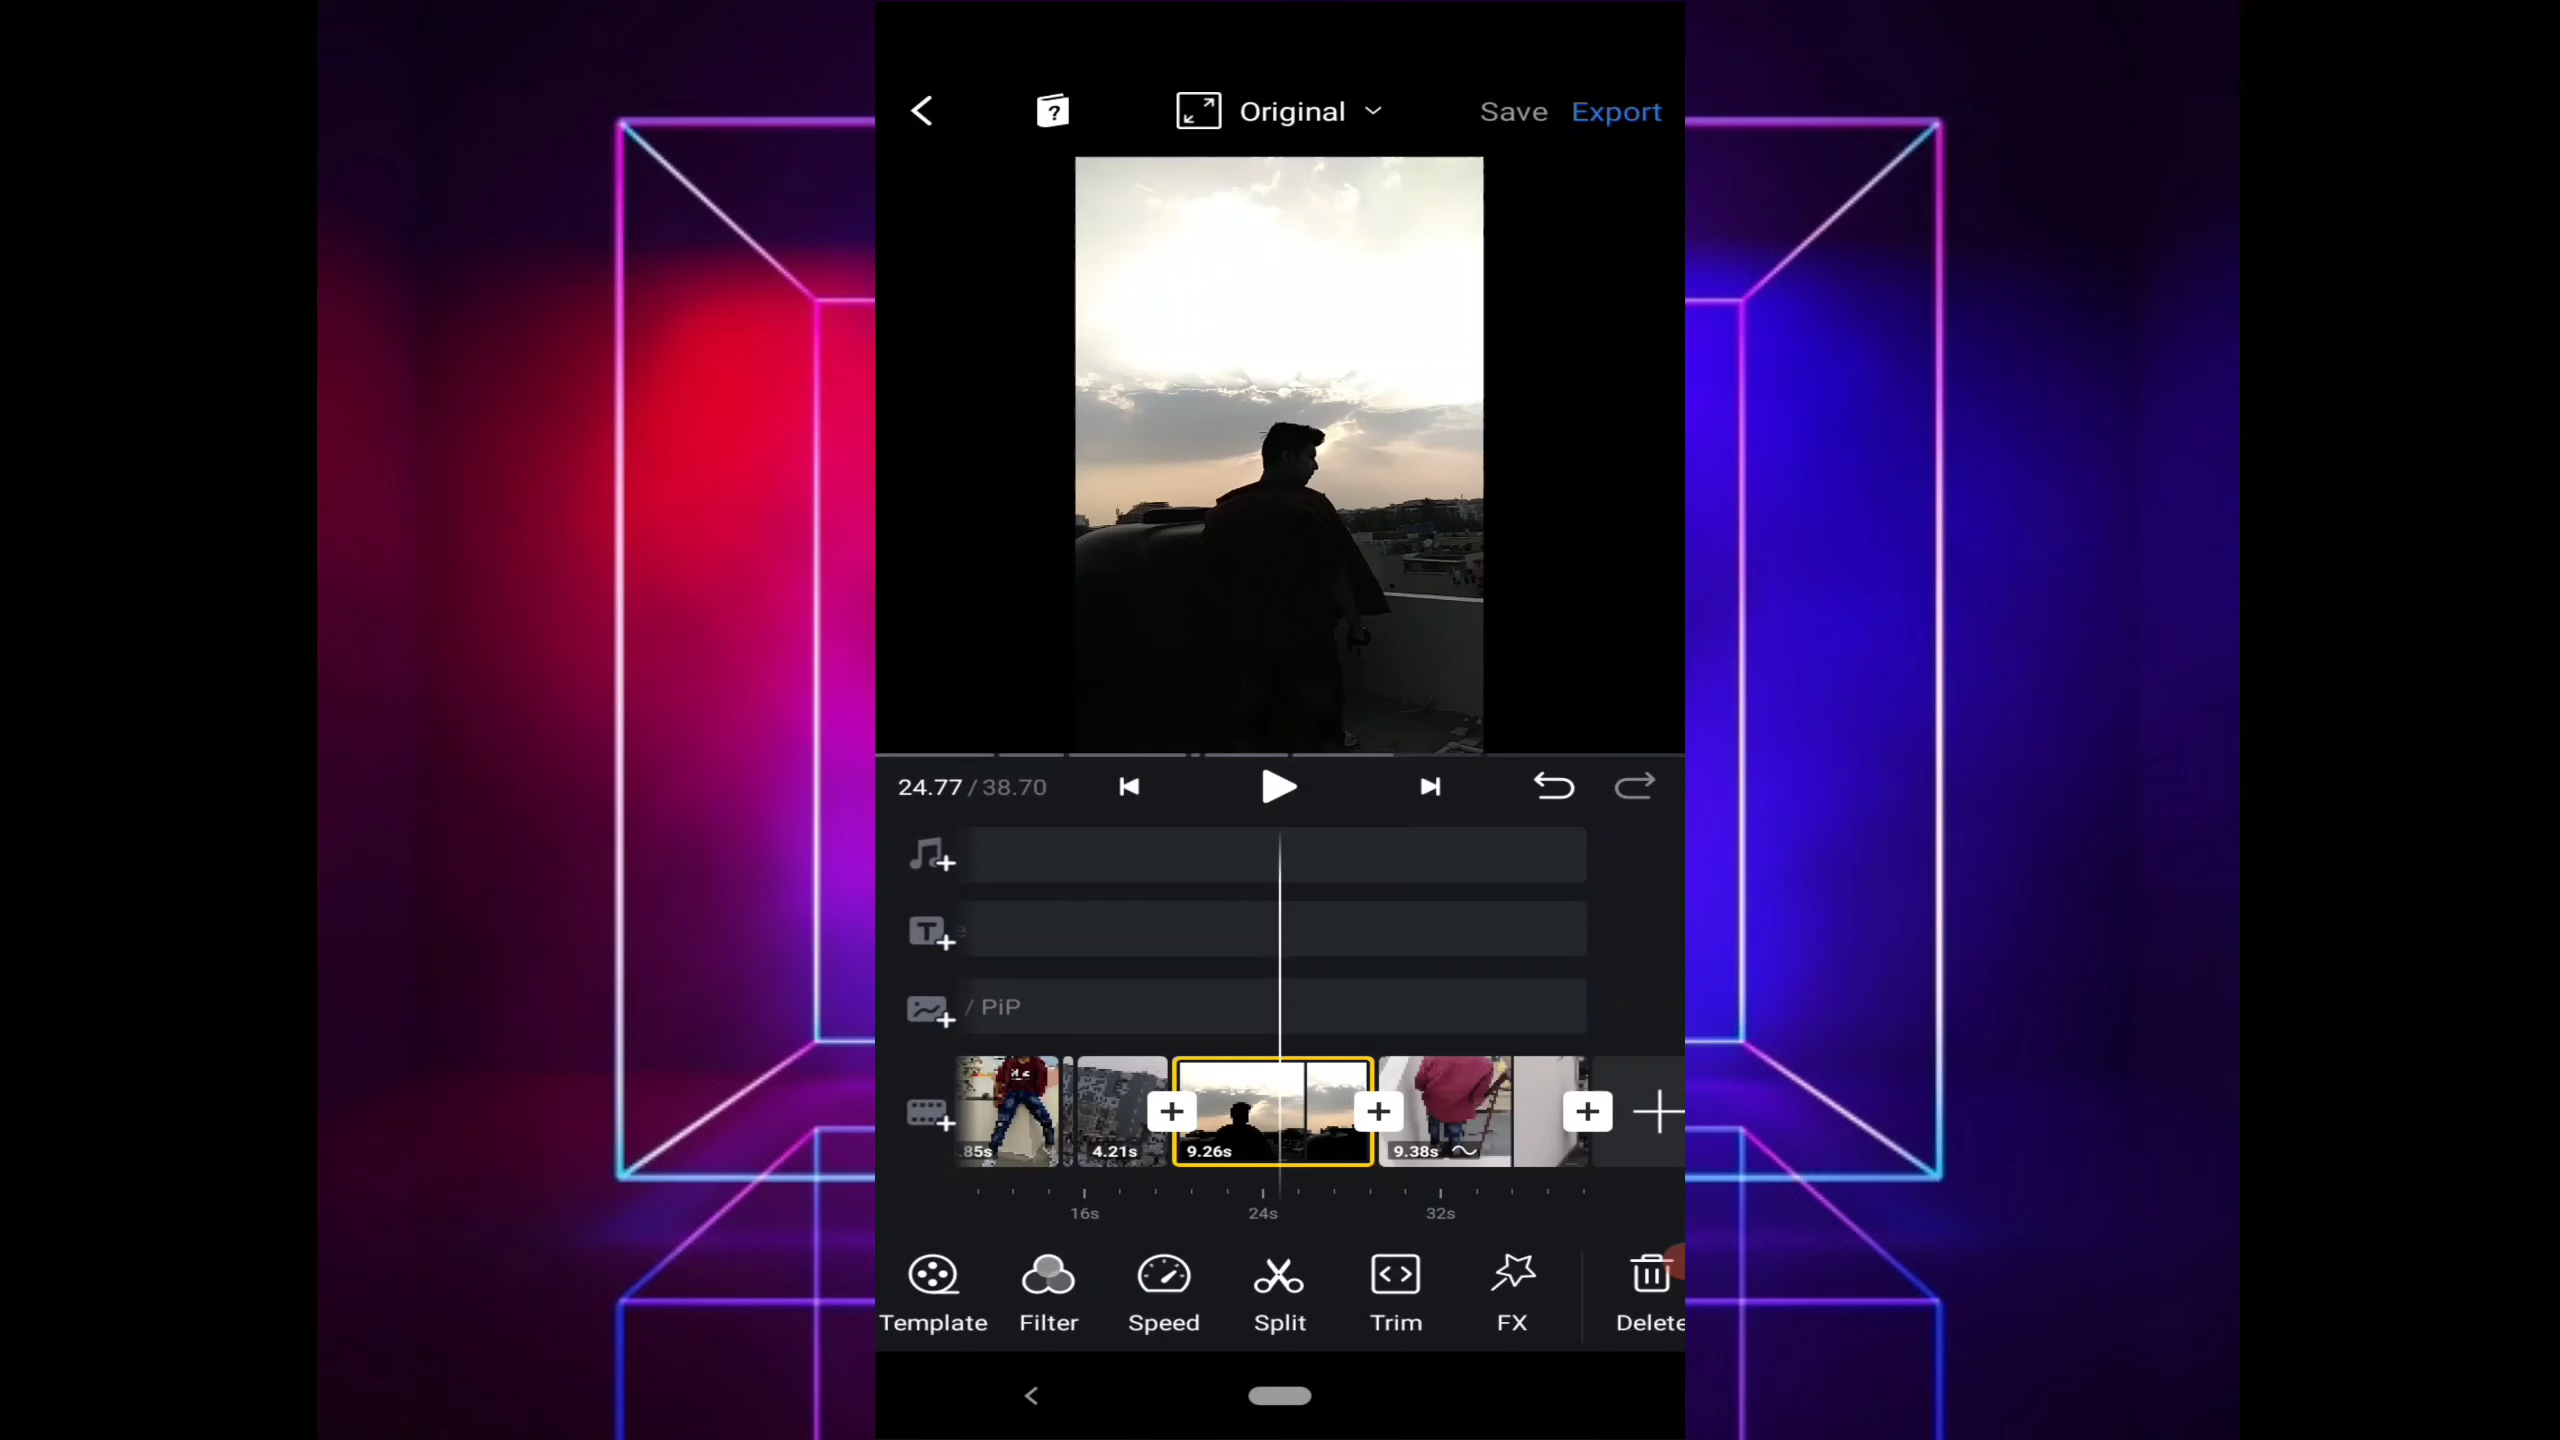 Original Save Export
24.77 / 38.70
e
/ PiP
.85s 4.21s 9.26s 9.38s
16s 24s 32s
Template Filter Speed Split Trim FX Delete